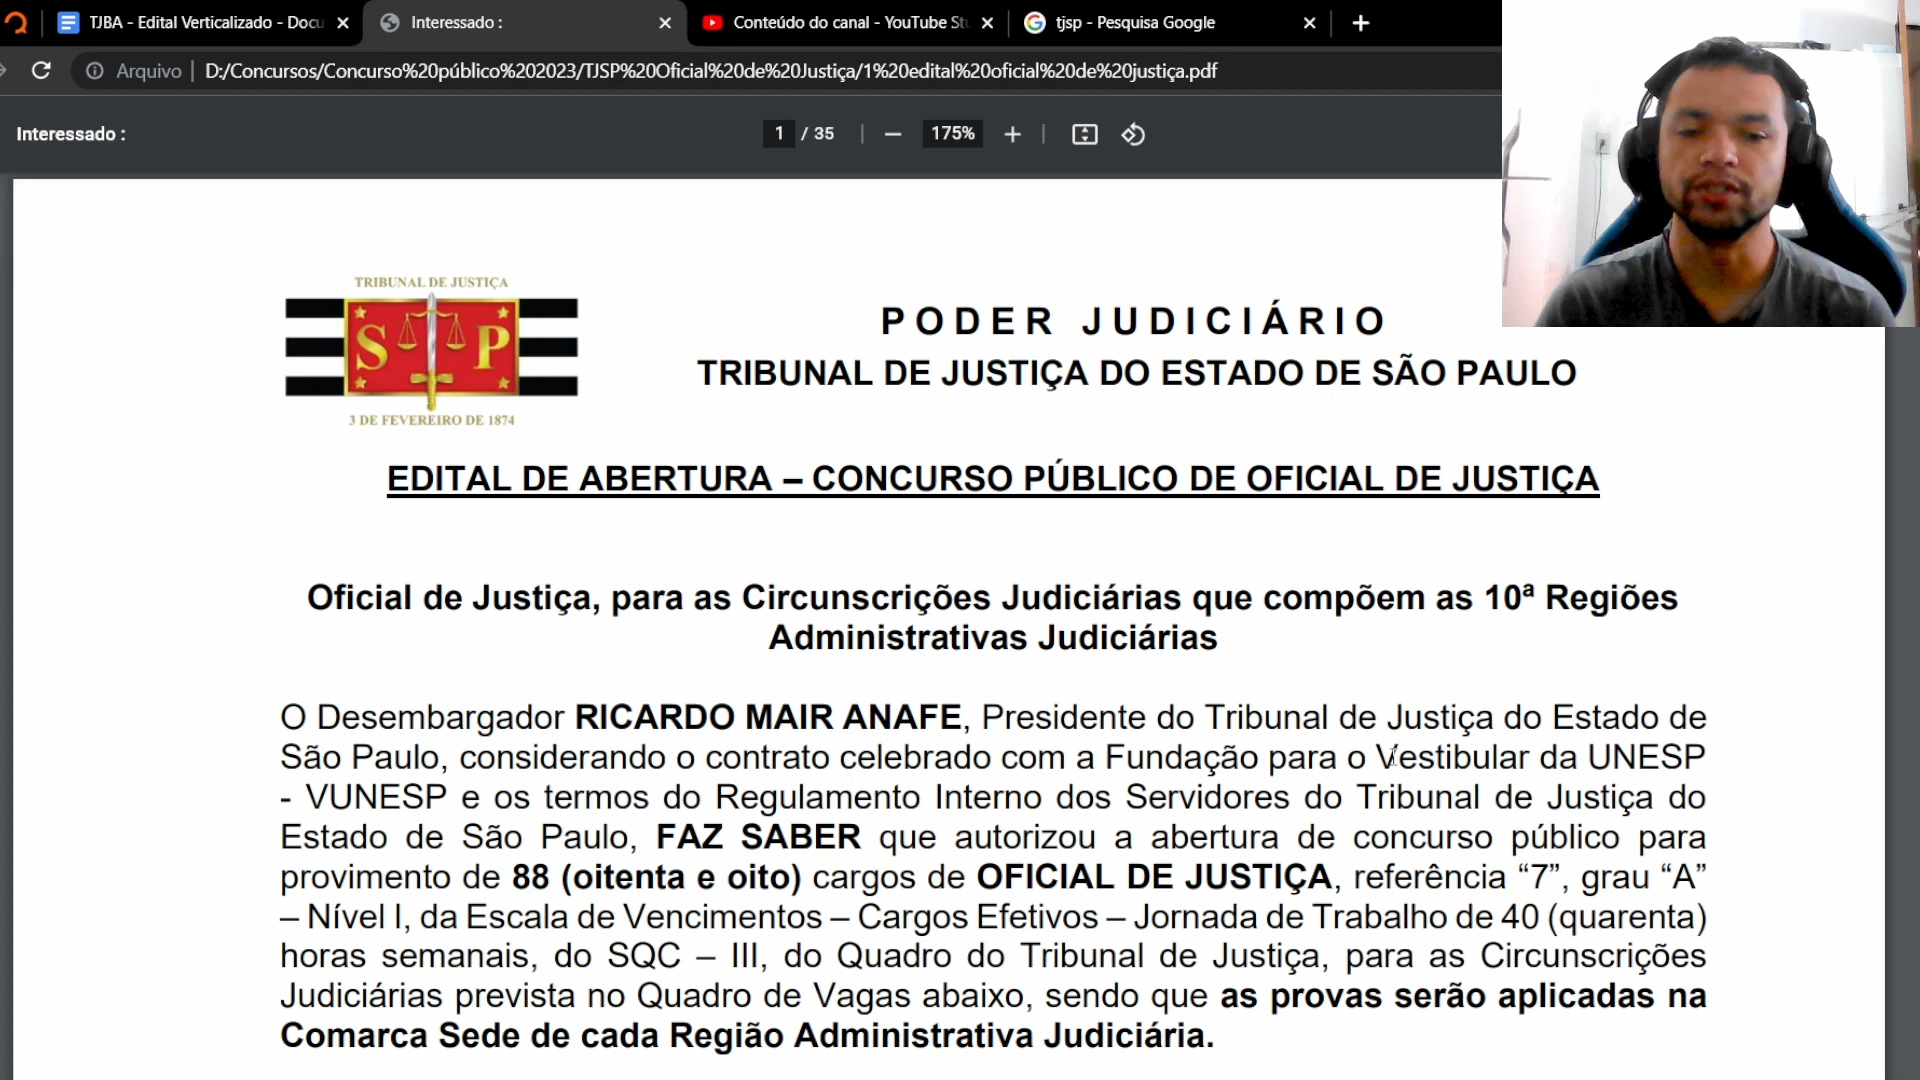 TJBA - Edital Verticalizado - Docu
Interessado :
Conteúdo do canal - YouTube St
tjsp - Pesquisa Google
Arquivo
D:/Concursos/Concurso%20público%202023/TJSP%20Oficial%20de%20Justiça/1%20edital%20oficial%20de%20justiça.pdf
Interessado :
1 / 35
175%
TRIBUNAL DE JUSTIÇA
S P
3 DE FEVEREIRO DE 1874
PODER JUDICIÁRIO
TRIBUNAL DE JUSTIÇA DO ESTADO DE SÃO PAULO
EDITAL DE ABERTURA – CONCURSO PÚBLICO DE OFICIAL DE JUSTIÇA
Oficial de Justiça, para as Circunscrições Judiciárias que compõem as 10ª Regiões
Administrativas Judiciárias
O Desembargador RICARDO MAIR ANAFE, Presidente do Tribunal de Justiça do Estado de
São Paulo, considerando o contrato celebrado com a Fundação para o Vestibular da UNESP
- VUNESP e os termos do Regulamento Interno dos Servidores do Tribunal de Justiça do
Estado de São Paulo, FAZ SABER que autorizou a abertura de concurso público para
provimento de 88 (oitenta e oito) cargos de OFICIAL DE JUSTIÇA, referência “7”, grau “A”
– Nível I, da Escala de Vencimentos – Cargos Efetivos – Jornada de Trabalho de 40 (quarenta)
horas semanais, do SQC – III, do Quadro do Tribunal de Justiça, para as Circunscrições
Judiciárias prevista no Quadro de Vagas abaixo, sendo que as provas serão aplicadas na
Comarca Sede de cada Região Administrativa Judiciária.